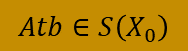 Atb ∈ S(X₀)